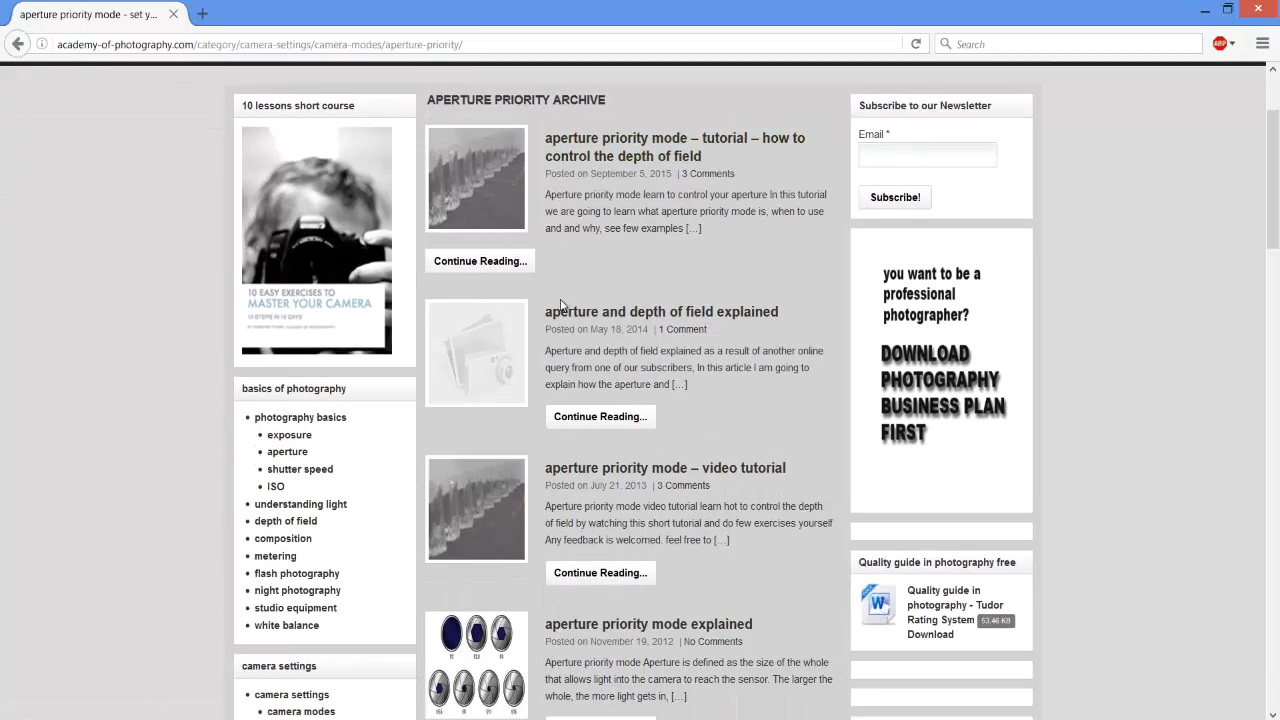 aperture priority mode - set y...
academy-of-photography.com/category/camera-settings/camera-modes/aperture-priority/
Search
ABP
10 lessons short course
10 EASY EXERCISES TO
MASTER YOUR CAMERA
10 STEPS IN 10 DAYS
basics of photography
photography basics
exposure
aperture
shutter speed
ISO
understanding light
depth of field
composition
metering
flash photography
night photography
studio equipment
white balance
camera settings
camera settings
camera modes
APERTURE PRIORITY ARCHIVE
aperture priority mode – tutorial – how to
control the depth of field
Posted on September 5, 2015 | 3 Comments
Aperture priority mode learn to control your aperture In this tutorial
we are going to learn what aperture priority mode is, when to use
and and why, see few examples […]
Continue Reading...
aperture and depth of field explained
Posted on May 18, 2014 | 1 Comment
Aperture and depth of field explained as a result of another online
query from one of our subscribers, In this article I am going to
explain how the aperture and […]
Continue Reading...
aperture priority mode – video tutorial
Posted on July 21, 2013 | 3 Comments
Aperture priority mode video tutorial learn hot to control the depth
of field by watching this short tutorial and do few exercises yourself
Any feedback is welcomed. feel free to […]
Continue Reading...
aperture priority mode explained
Posted on November 19, 2012 | No Comments
Aperture priority mode Aperture is defined as the size of the whole
that allows light into the camera to reach the sensor. The larger the
whole, the more light gets in, […]
Subscribe to our Newsletter
Email *
Subscribe!
you want to be a
professional
photographer?
DOWNLOAD
PHOTOGRAPHY
BUSINESS PLAN
FIRST
Quality guide in photography free
Quality guide in
photography - Tudor
Rating System 53.46 KB
Download